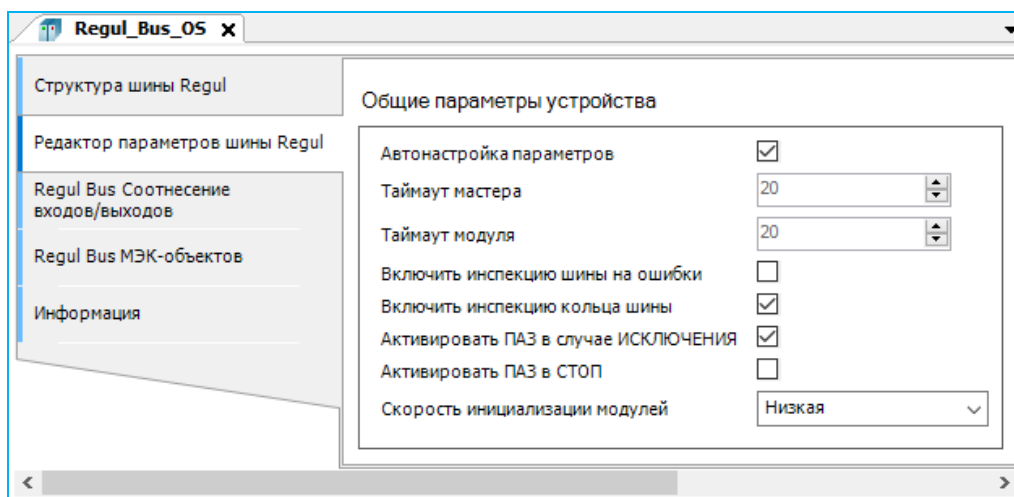 Regul_Bus_OS
Структура шины Regul
Редактор параметров шины Regul
Regul Bus Соотнесение
входов/выходов
Regul Bus МЭК-объектов
Информация
Общие параметры устройства
Автонастройка параметров
Таймаут мастера 20
Таймаут модуля 20
Включить инспекцию шины на ошибки
Включить инспекцию кольца шины
Активировать ПАЗ в случае ИСКЛЮЧЕНИЯ
Активировать ПАЗ в СТОП
Скорость инициализации модулей Низкая